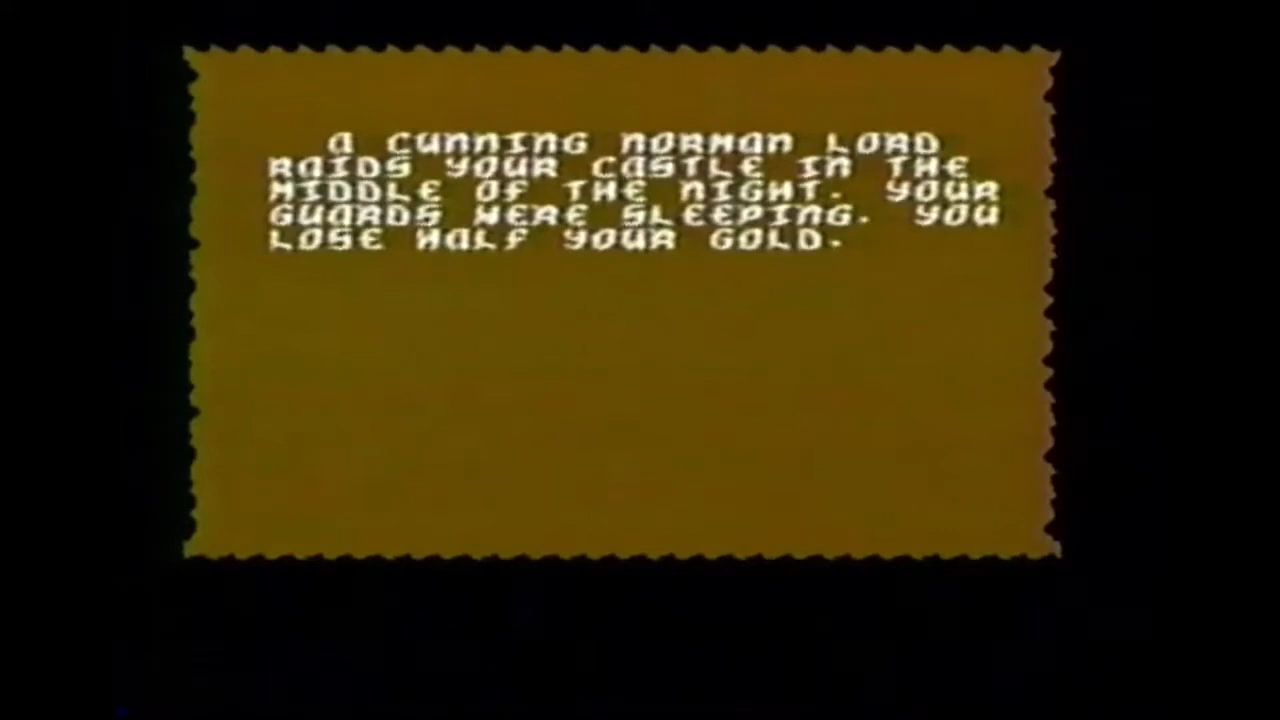 A CUNNING NORMAN LORD
RAIDS YOUR CASTLE IN THE
MIDDLE OF THE NIGHT. YOUR
GUARDS WERE SLEEPING. YOU
LOSE HALF YOUR GOLD.